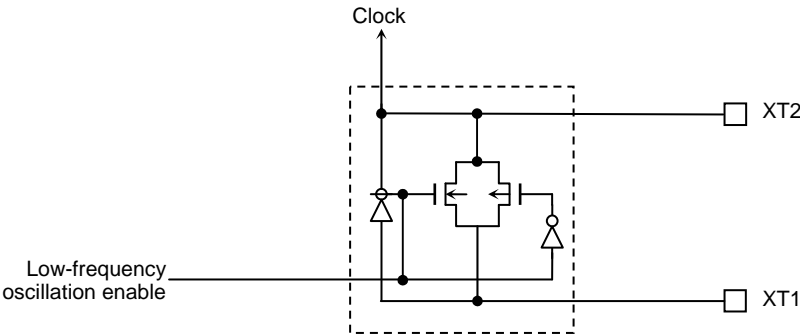 Clock
XT2
Low-frequency
oscillation enable
XT1